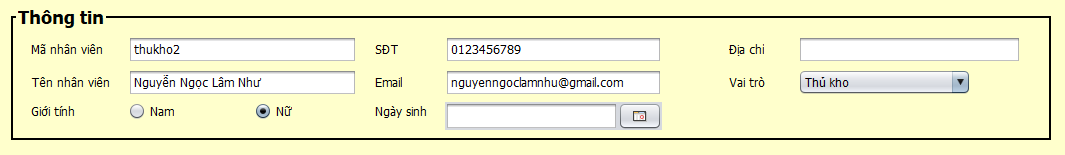 Thông tin
Mã nhân viên thukho2 SĐT 0123456789 Địa chỉ
Tên nhân viên Nguyễn Ngọc Lâm Như Email nguyenngoclamnhu@gmail.com Vai trò Thủ kho
Giới tính Nam Nữ Ngày sinh